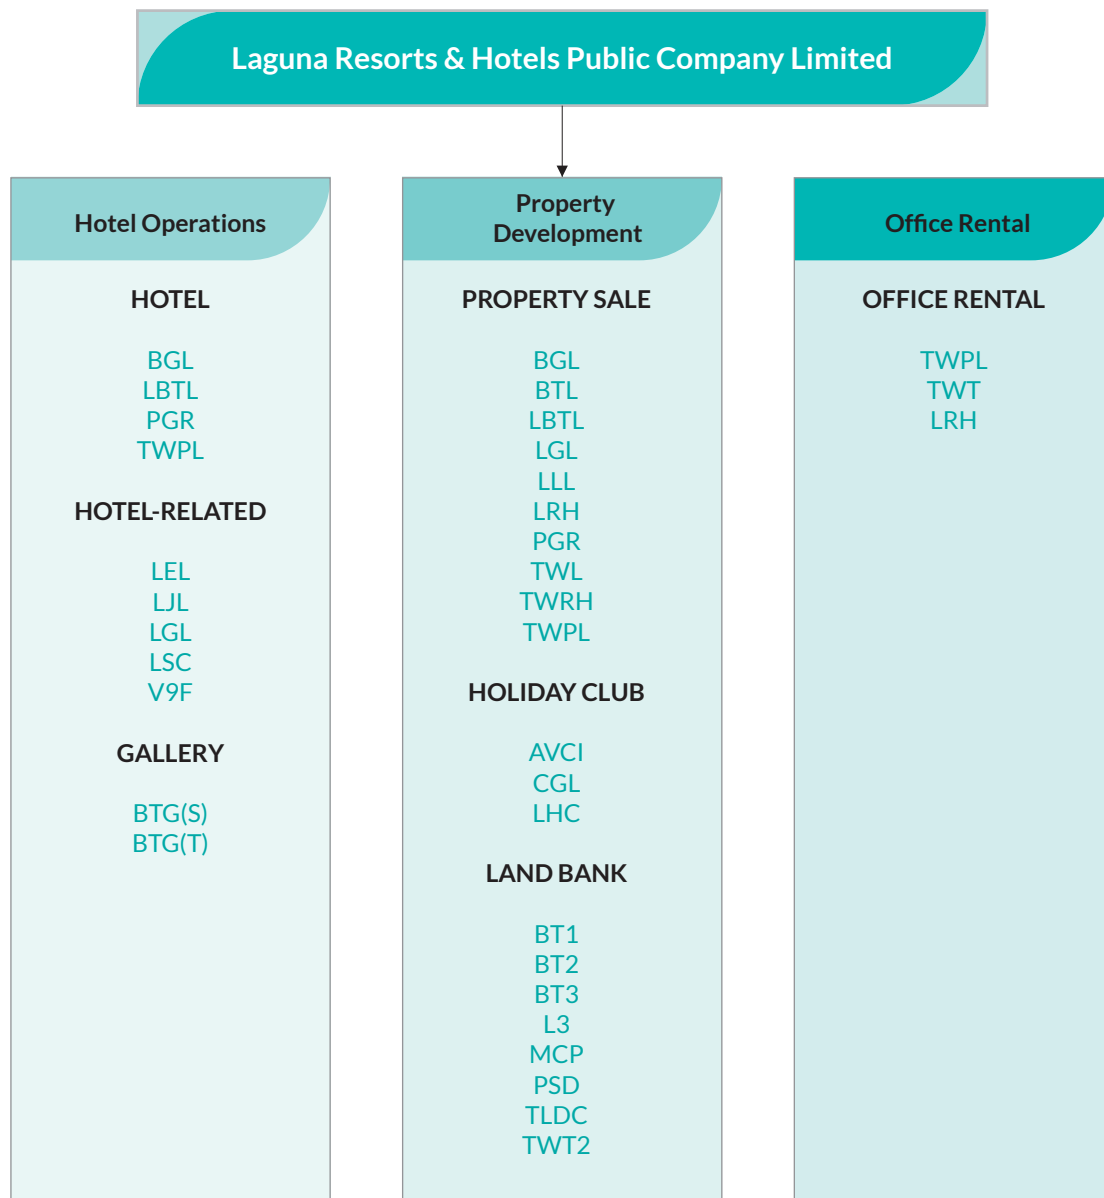 Laguna Resorts & Hotels Public Company Limited
Hotel Operations
HOTEL
BGL
LBTL
PGR
TWPL
HOTEL-RELATED
LEL
LJL
LGL
LSC
V9F
GALLERY
BTG(S)
BTG(T)
Property
Development
PROPERTY SALE
BGL
BTL
LBTL
LGL
LLL
LRH
PGR
TWL
TWRH
TWPL
HOLIDAY CLUB
AVCI
CGL
LHC
LAND BANK
BT1
BT2
BT3
L3
MCP
PSD
TLDC
TWT2
Office Rental
OFFICE RENTAL
TWPL
TWT
LRH